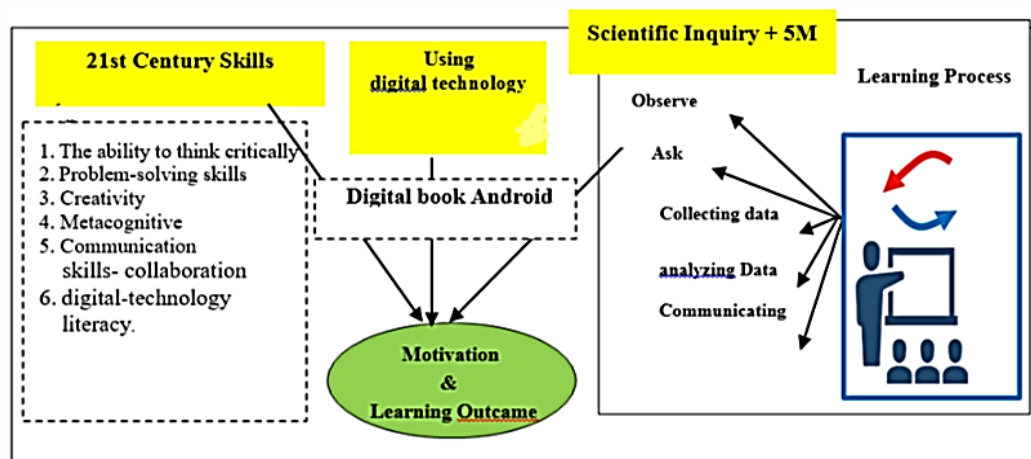 21st Century Skills
1. The ability to think critically
2. Problem-solving skills
3. Creativity
4. Metacognitive
5. Communication
skills- collaboration
6. digital-technology
literacy.
Using
digital technology
Digital book Android
Motivation
&
Learning Outcame
Scientific Inquiry + 5M
Learning Process
Observe
Ask
Collecting data
analyzing Data
Communicating